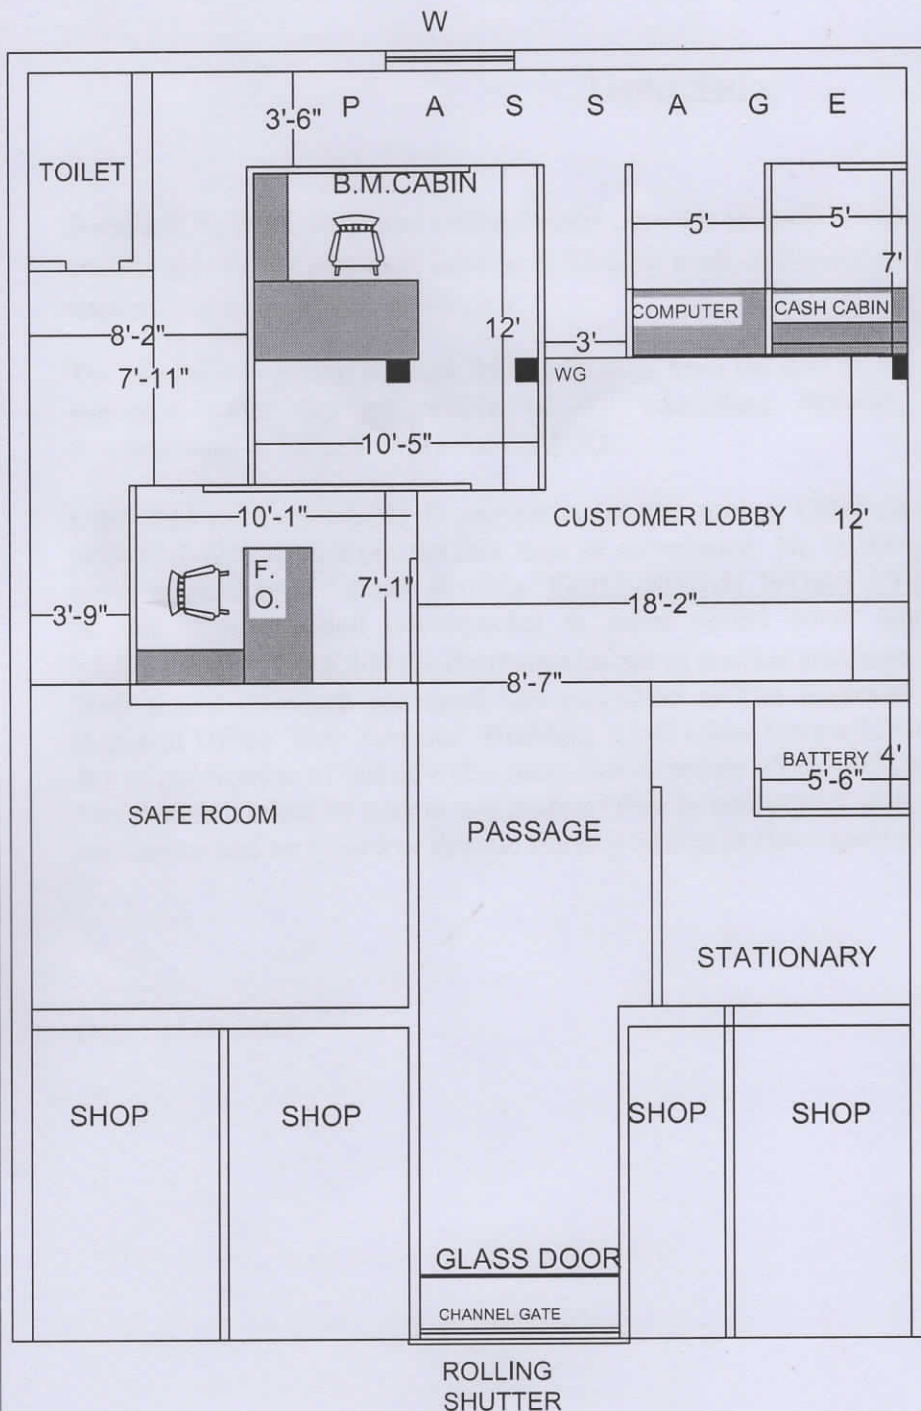 W
P A S S A G E
3'-6"
TOILET
B.M.CABIN
5'
5'
7'
COMPUTER
CASH CABIN
8'-2"
12'
3'
7'-11"
WG
10'-5"
10'-1"
CUSTOMER LOBBY
12'
F.
O.
7'-1"
3'-9"
18'-2"
8'-7"
BATTERY
4'
5'-6"
SAFE ROOM
PASSAGE
STATIONARY
SHOP
SHOP
SHOP
SHOP
GLASS DOOR
CHANNEL GATE
ROLLING
SHUTTER